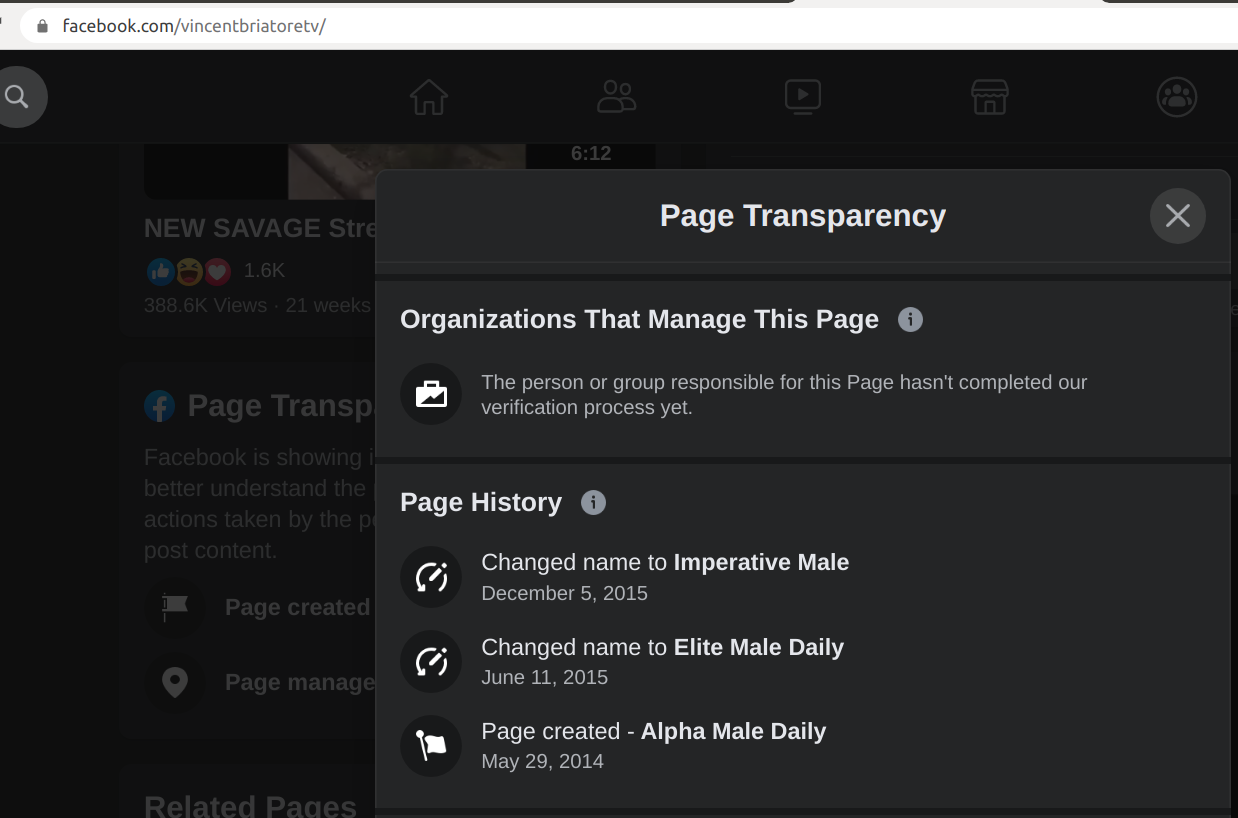 facebook.com/vincentbriatoretv/
6:12
Page Transparency
NEW SAVAGE Stre
1.6K
388.6K Views · 21 weeks
Organizations That Manage This Page
The person or group responsible for this Page hasn't completed our
verification process yet.
Page Transp
Facebook is showing i
better understand the
actions taken by the p
post content.
Page created
Page manage
Related Pages
Page History
Changed name to Imperative Male
December 5, 2015
Changed name to Elite Male Daily
June 11, 2015
Page created - Alpha Male Daily
May 29, 2014